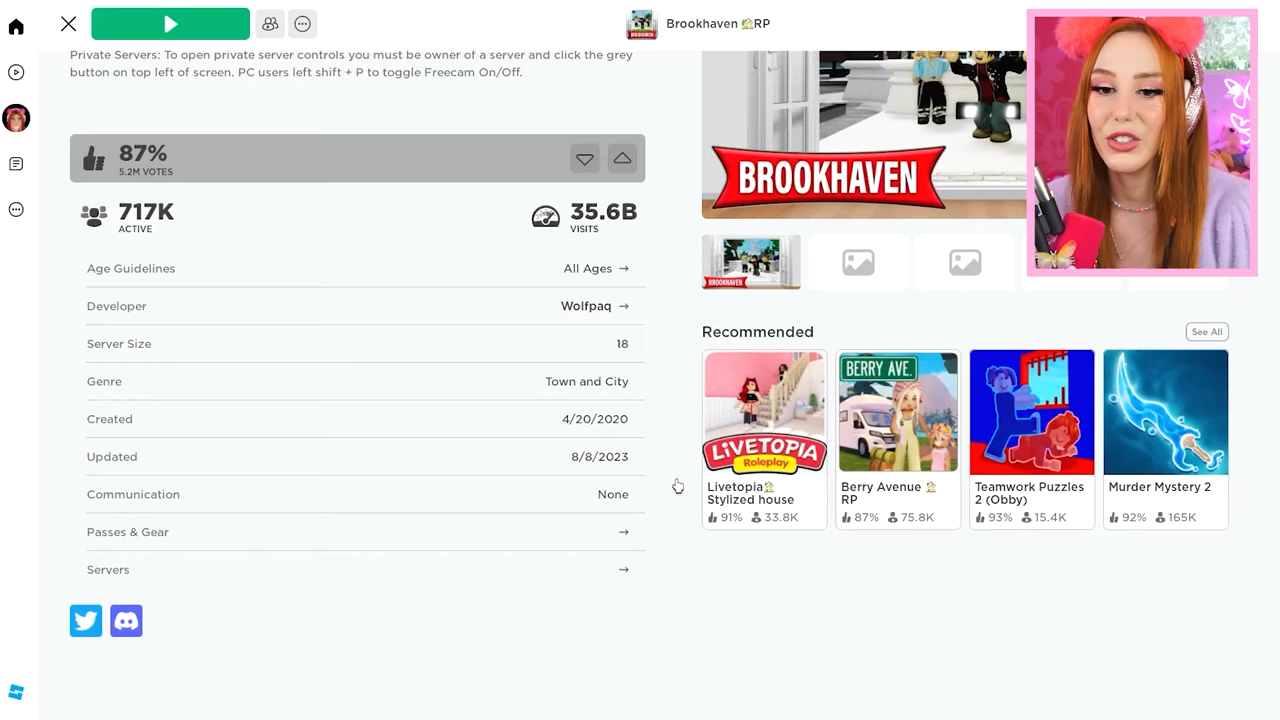 Brookhaven 🏠RP
Private Servers: To open private server controls you must be owner of a server and click the grey
button on top left of screen. PC users left shift + P to toggle Freecam On/Off.
87%
5.2M VOTES
717K
ACTIVE
35.6B
VISITS
Age Guidelines
All Ages →
Developer
Wolfpaq →
Server Size
18
Genre
Town and City
Created
4/20/2020
Updated
8/8/2023
Communication
None
Passes & Gear →
Servers →
BROOKHAVEN
BROOKHAVEN
Recommended
See All
LIVETOPIA
Roleplay
Livetopia🏠
Stylized house
91% 33.8K
BERRY AVE.
Berry Avenue 🏠
RP
87% 75.8K
Teamwork Puzzles
2 (Obby)
93% 15.4K
Murder Mystery 2
92% 165K